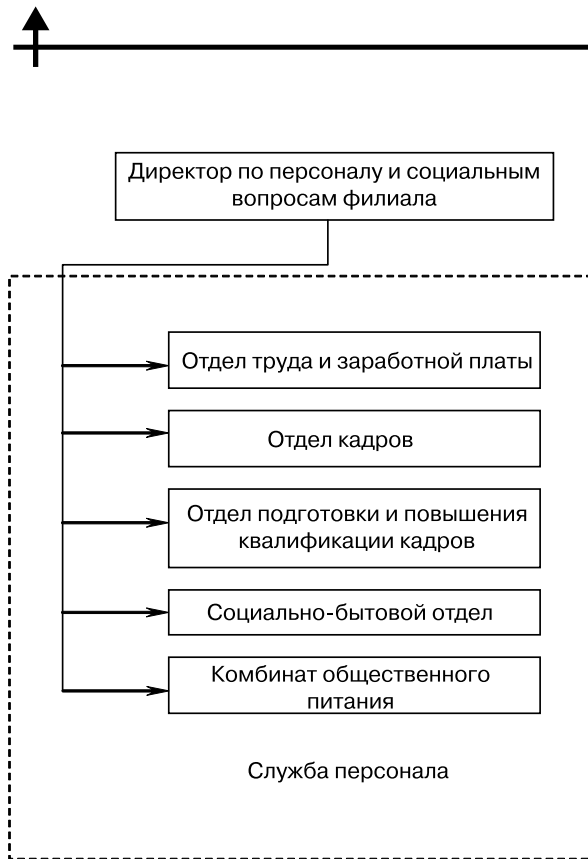 Директор по персоналу и социальным
вопросам филиала
Отдел труда и заработной платы
Отдел кадров
Отдел подготовки и повышения
квалификации кадров
Социально-бытовой отдел
Комбинат общественного
питания
Служба персонала